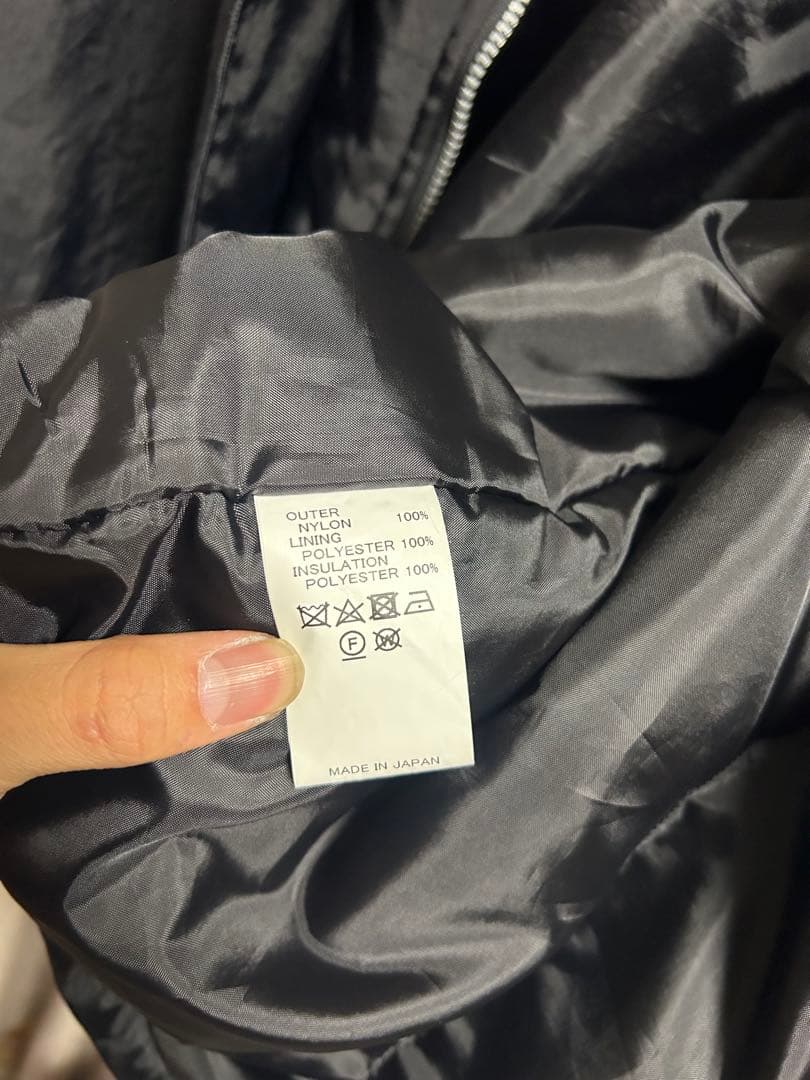 OUTER
NYLON 100%
LINING
POLYESTER 100%
INSULATION
POLYESTER 100%
F W
MADE IN JAPAN